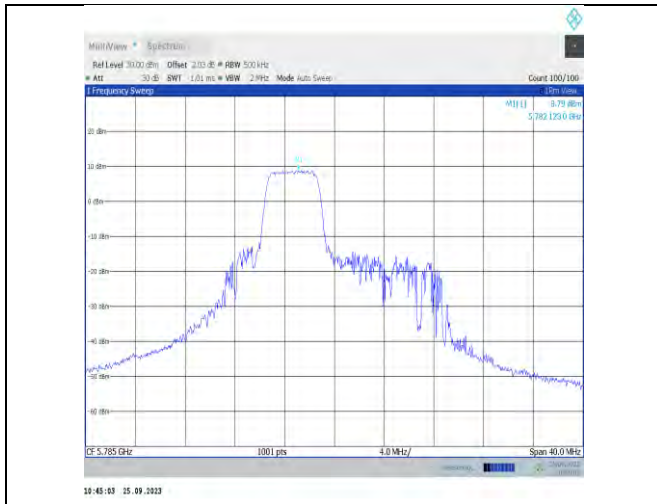 MultiView Spectrum
Ref Level 30.00 dBm Offset 2.03 dB RBW 500 kHz
Att 30 dB SWT 1.01 ms VBW 2 MHz Mode Auto Sweep Count 100/100
1 Frequency Sweep 1Rm View
M1[1] 8.79 dBm
5.782 123 0 GHz
20 dBm
10 dBm
M1
0 dBm
-10 dBm
-20 dBm
-30 dBm
-40 dBm
-50 dBm
-60 dBm
CF 5.785 GHz 1001 pts 4.0 MHz/ Span 40.0 MHz
10:45:03 25.09.2023